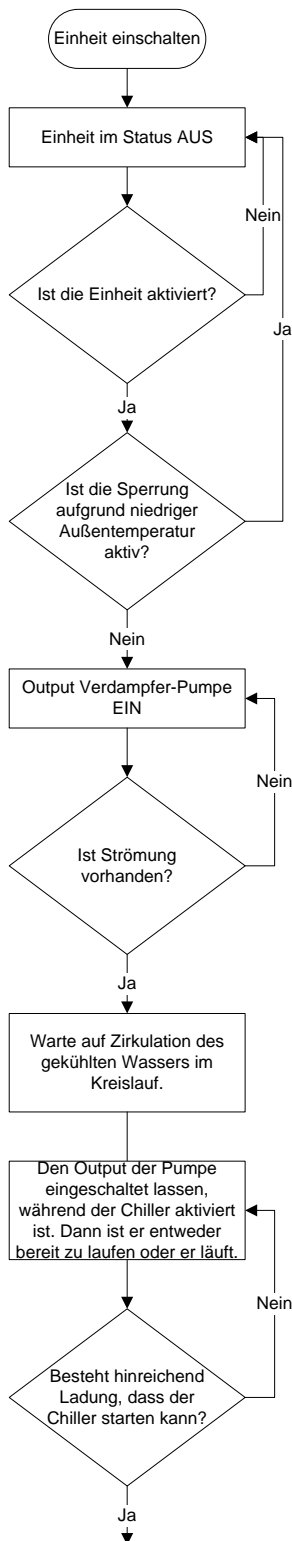 Einheit einschalten
Einheit im Status AUS
Nein
Ist die Einheit aktiviert?
Ja
Ja
Ist die Sperrung
aufgrund niedriger
Außentemperatur
aktiv?
Nein
Output Verdampfer-Pumpe
EIN
Nein
Ist Strömung
vorhanden?
Ja
Warte auf Zirkulation des
gekühlten Wassers im
Kreislauf.
Den Output der Pumpe
eingeschaltet lassen,
während der Chiller aktiviert
ist. Dann ist er entweder
bereit zu laufen oder er läuft.
Nein
Besteht hinreichend
Ladung, dass der
Chiller starten kann?
Ja